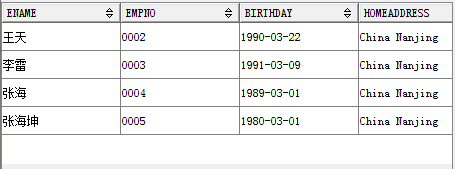 ENAME EMPNO BIRTHDAY HOMEADDRESS
王天 0002 1990-03-22 China Nanjing
李雷 0003 1991-03-09 China Nanjing
张海 0004 1989-03-01 China Nanjing
张海坤 0005 1980-03-01 China Nanjing